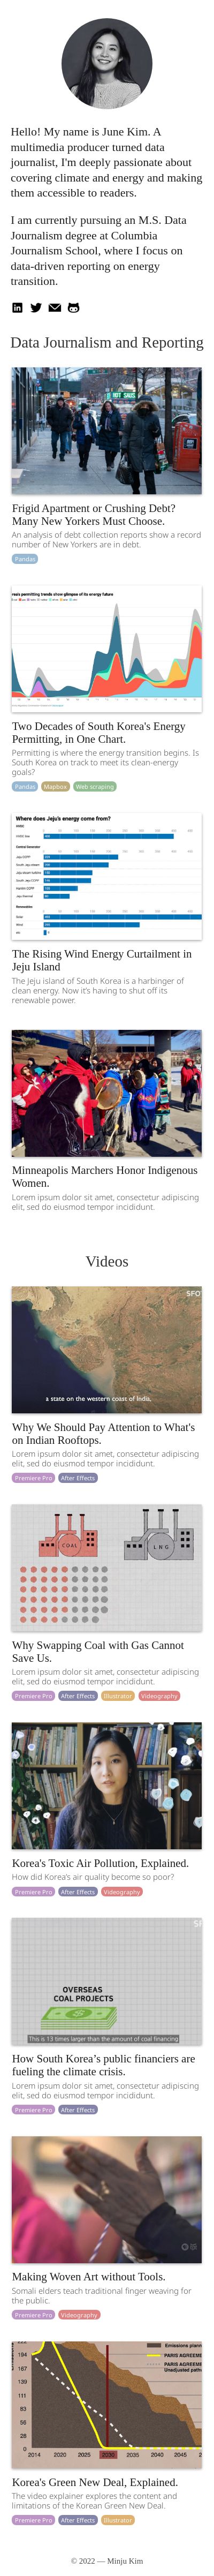 Hello! My name is June Kim. A
multimedia producer turned data
journalist, I'm deeply passionate about
covering climate and energy and making
them accessible to readers.
I am currently pursuing an M.S. Data
Journalism degree at Columbia
Journalism School, where I focus on
data-driven reporting on energy
transition.
Data Journalism and Reporting
HOT SALDS
Frigid Apartment or Crushing Debt?
Many New Yorkers Must Choose.
An analysis of debt collection reports show a record
number of New Yorkers are in debt.
Pandas
permitting trends show glimpse of its energy future
Two Decades of South Korea's Energy
Permitting, in One Chart.
Permitting is where the energy transition begins. Is
South Korea on track to meet its clean-energy
goals?
Pandas Mapbox Web scraping
Where does Jeju's energy come from?
The Rising Wind Energy Curtailment in
Jeju Island
The Jeju island of South Korea is a harbinger of
clean energy. Now it's having to shut off its
renewable power.
Minneapolis Marchers Honor Indigenous
Women.
Lorem ipsum dolor sit amet, consectetur adipiscing
elit, sed do eiusmod tempor incididunt.
Videos
SFO
a state on the western coast of India,
Why We Should Pay Attention to What's
on Indian Rooftops.
Lorem ipsum dolor sit amet, consectetur adipiscing
elit, sed do eiusmod tempor incididunt.
Premiere Pro After Effects
COAL
LNG
Why Swapping Coal with Gas Cannot
Save Us.
Lorem ipsum dolor sit amet, consectetur adipiscing
elit, sed do eiusmod tempor incididunt.
Premiere Pro After Effects Illustrator Videography
Korea's Toxic Air Pollution, Explained.
How did Korea's air quality become so poor?
Premiere Pro After Effects Videography
OVERSEAS
COAL PROJECTS
This is 13 times larger than the amount of coal financing
How South Korea’s public financiers are
fueling the climate crisis.
Lorem ipsum dolor sit amet, consectetur adipiscing
elit, sed do eiusmod tempor incididunt.
Premiere Pro After Effects
Making Woven Art without Tools.
Somali elders teach traditional finger weaving for
the public.
Premiere Pro Videography
Emissions plann
PARIS AGREEME
PARIS AGREEME
Unadjusted path
194
167
139
111
83
56
28
0
2014 2020 2025 2030 2035 2040 2045
Korea's Green New Deal, Explained.
The video explainer explores the content and
limitations of the Korean Green New Deal.
Premiere Pro After Effects Illustrator
© 2022 — Minju Kim